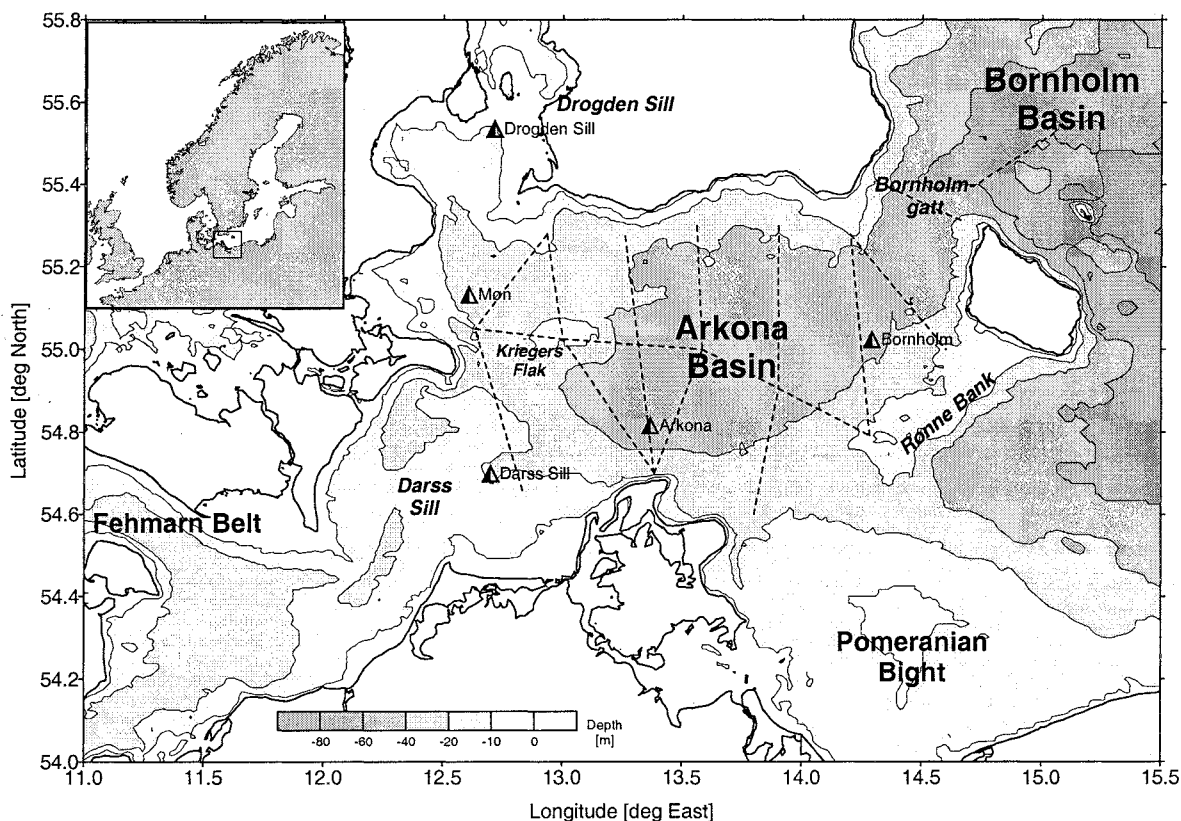 55.8
55.6
55.4
55.2
55.0
54.8
54.6
54.4
54.2
54.0
Latitude [deg North]
Bornholm
Basin
Drogden Sill
Drogden Sill
Bornholm-
gatt
Møn
Arkona
Basin
Bornholm
Kriegers
Flak
Rønne Bank
Arkona
Darss Sill
Darss
Sill
Fehmarn Belt
Pomeranian
Bight
Depth
[m]
-80 -60 -40 -20 -10 0
11.0 11.5 12.0 12.5 13.0 13.5 14.0 14.5 15.0 15.5
Longitude [deg East]